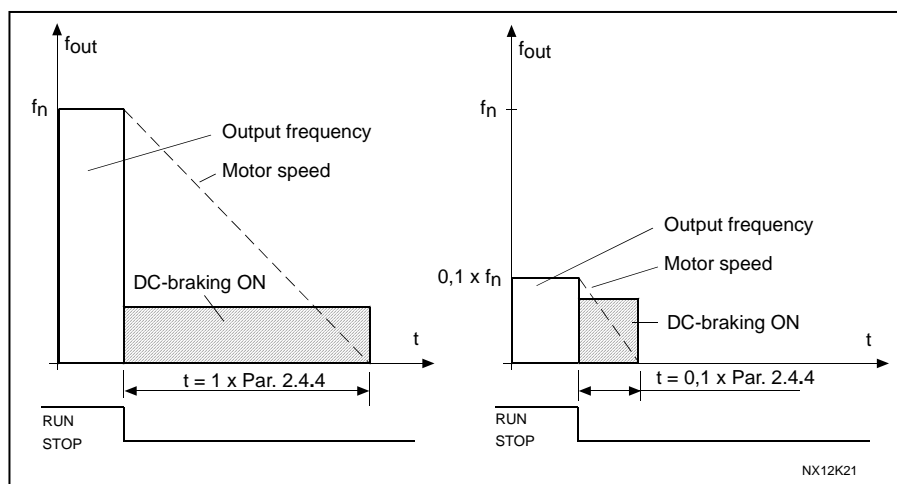 fout
fn
Output frequency
Motor speed
DC-braking ON
t
t = 1 x Par. 2.4.4
RUN
STOP
fout
fn
Output frequency
Motor speed
0,1 x fn
DC-braking ON
t
t = 0,1 x Par. 2.4.4
RUN
STOP
NX12K21